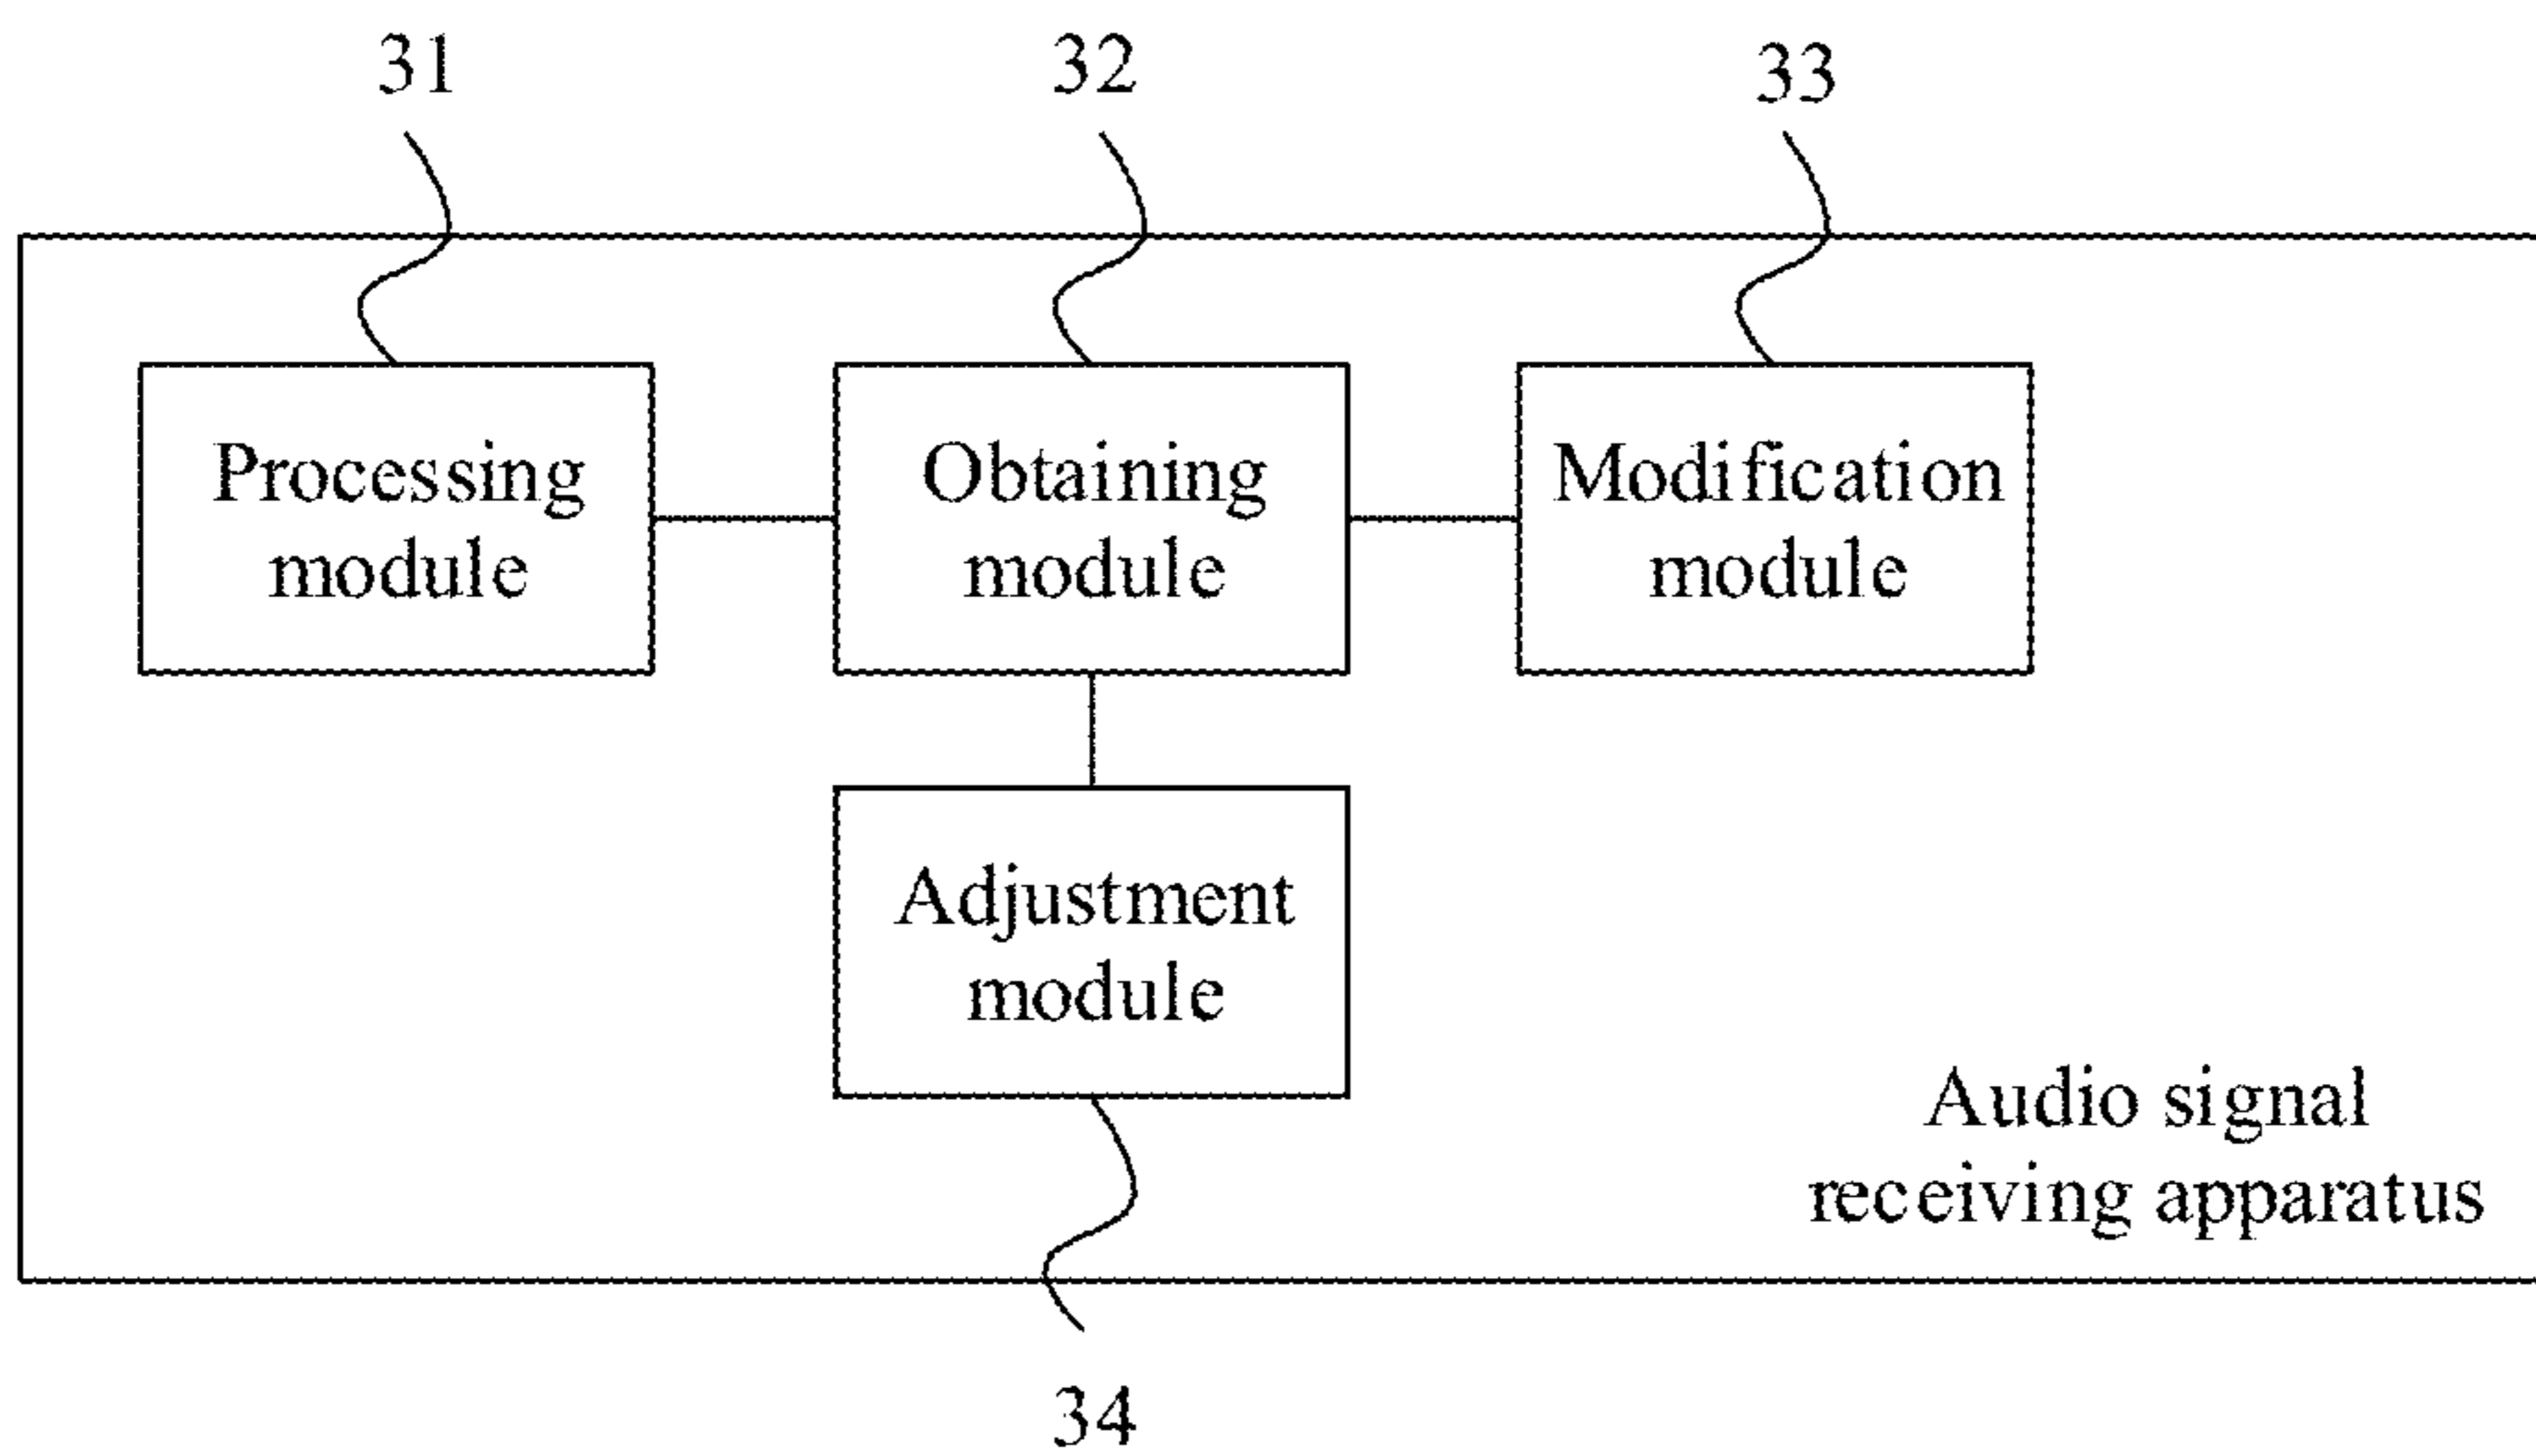 31
32
33
Processing
module
Obtaining
module
Modification
module
Adjustment
module
Audio signal
receiving apparatus
34